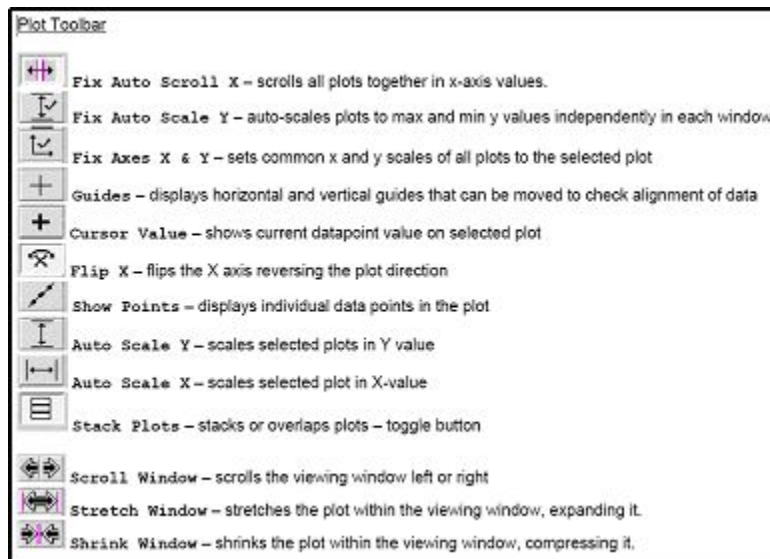 Plot Toolbar
Fix Auto Scroll X – scrolls all plots together in x-axis values.
Fix Auto Scale Y – auto-scales plots to max and min y values independently in each window
Fix Axes X & Y – sets common x and y scales of all plots to the selected plot
Guides – displays horizontal and vertical guides that can be moved to check alignment of data
Cursor Value – shows current datapoint value on selected plot
Flip X – flips the X axis reversing the plot direction
Show Points – displays individual data points in the plot
Auto Scale Y – scales selected plots in Y value
Auto Scale X – scales selected plot in X-value
Stack Plots – stacks or overlaps plots – toggle button
Scroll Window – scrolls the viewing window left or right
Stretch Window – stretches the plot within the viewing window, expanding it.
Shrink Window – shrinks the plot within the viewing window, compressing it.